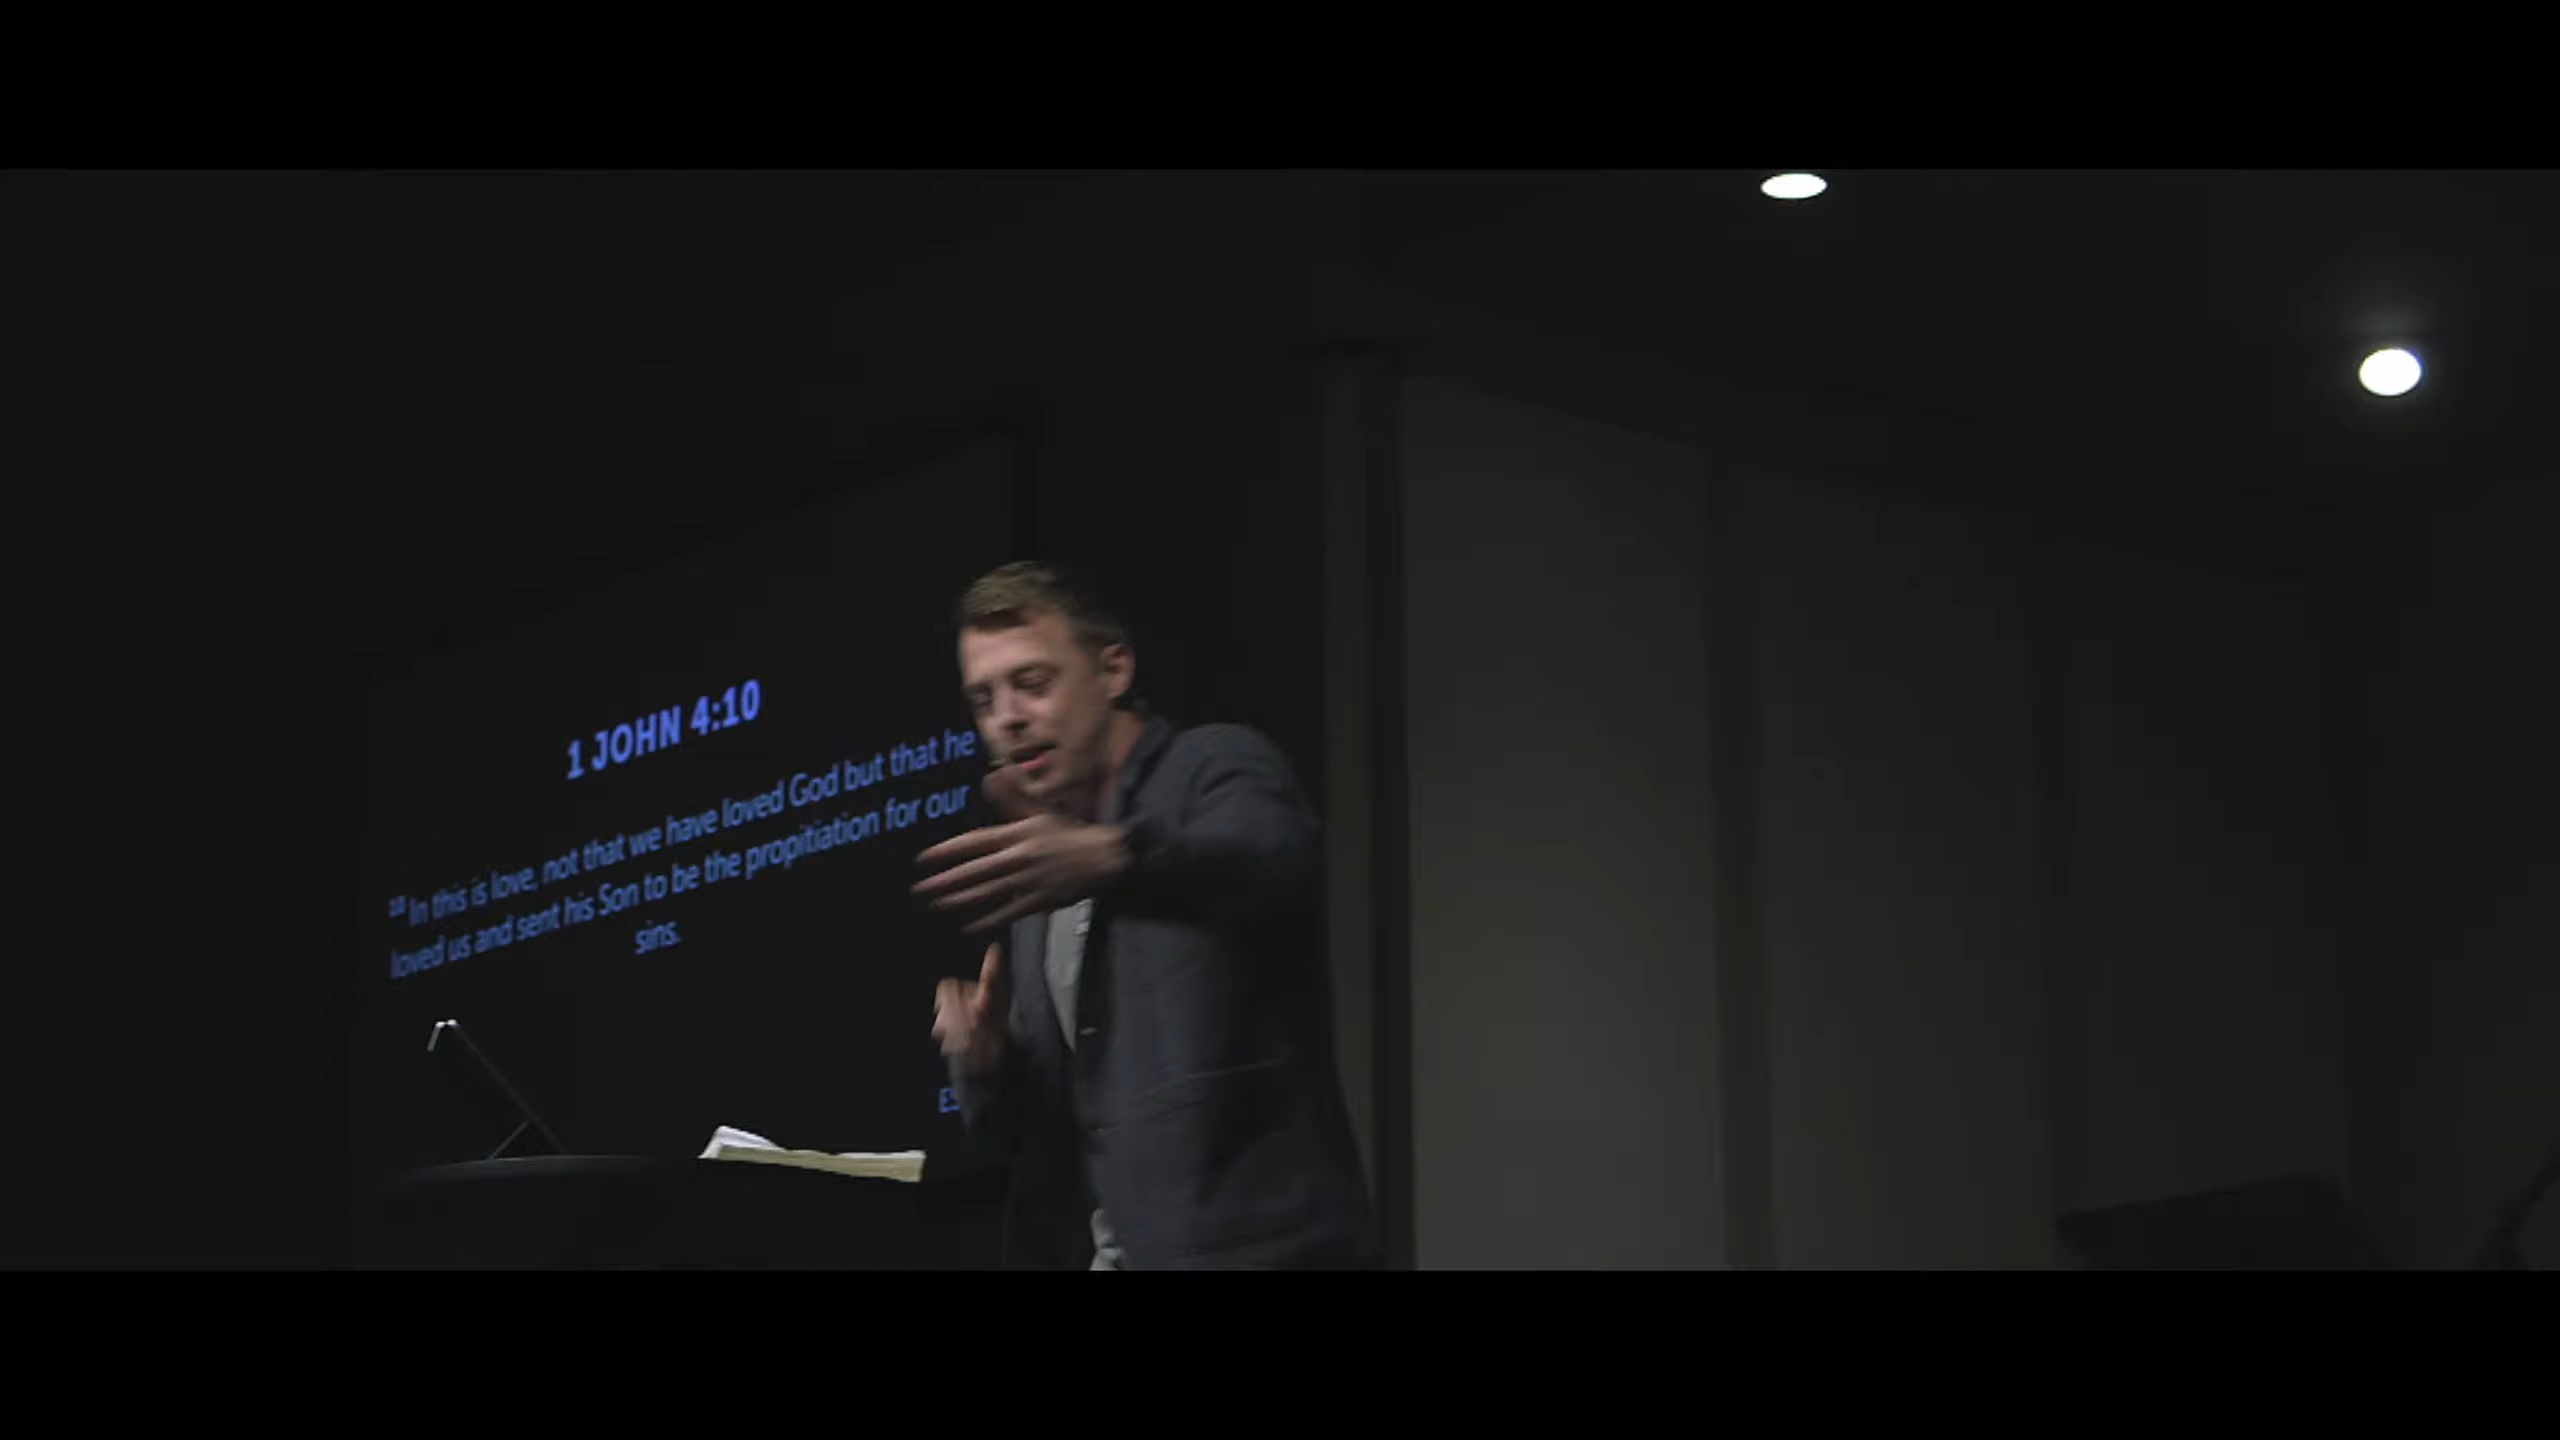 1 JOHN 4:10
10 In this is love, not that we have loved God but that he
loved us and sent his Son to be the propitiation for our
sins.